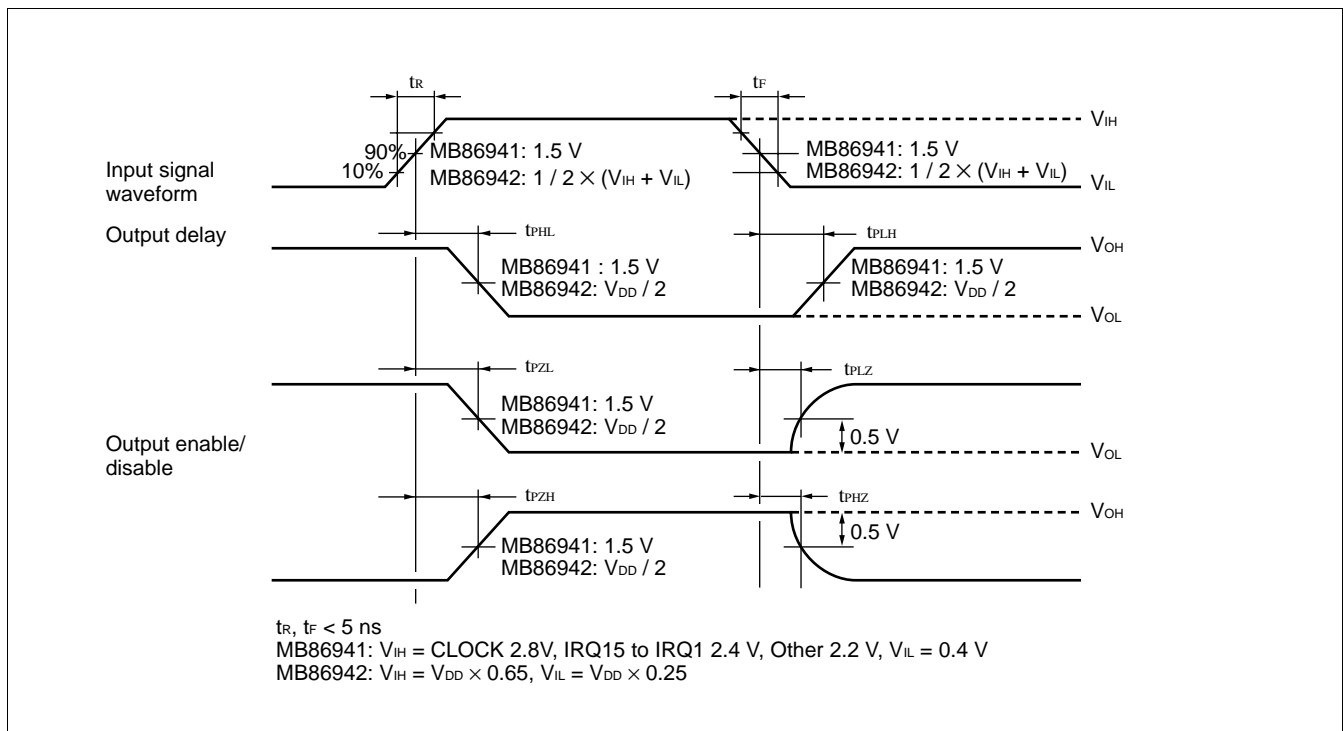 tR
tF
VIH
90%
MB86941: 1.5 V
MB86941: 1.5 V
Input signal
waveform
10%
MB86942: 1 / 2 × (VIH + VIL)
MB86942: 1 / 2 × (VIH + VIL)
VIL
Output delay
tPHL
tPLH
VOH
MB86941 : 1.5 V
MB86942: VDD / 2
MB86941: 1.5 V
MB86942: VDD / 2
VOL
tPZL
tPLZ
MB86941: 1.5 V
MB86942: VDD / 2
0.5 V
VOL
Output enable/
disable
tPZH
tPHZ
VOH
0.5 V
MB86941: 1.5 V
MB86942: VDD / 2
tR, tF < 5 ns
MB86941: VIH = CLOCK 2.8V, IRQ15 to IRQ1 2.4 V, Other 2.2 V, VIL = 0.4 V
MB86942: VIH = VDD × 0.65, VIL = VDD × 0.25